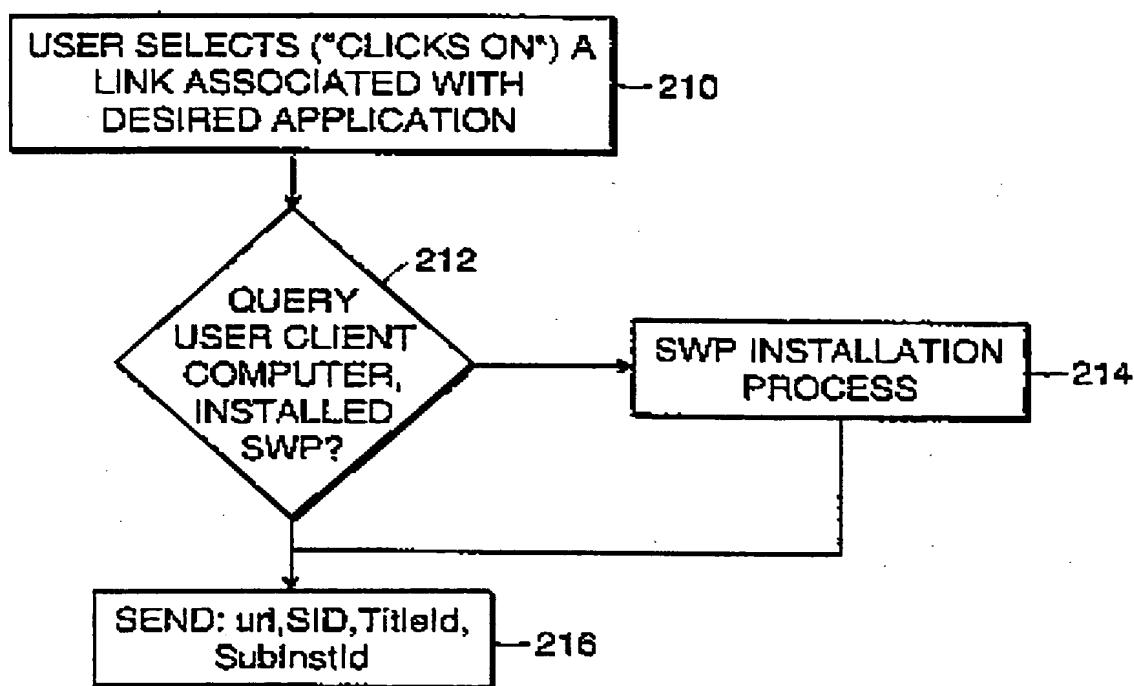 USER SELECTS ("CLICKS ON") A
LINK ASSOCIATED WITH
DESIRED APPLICATION
210
212
QUERY
USER CLIENT
COMPUTER,
INSTALLED
SWP?
SWP INSTALLATION
PROCESS
214
SEND: url,SID,TitleId,
SubInstId
216